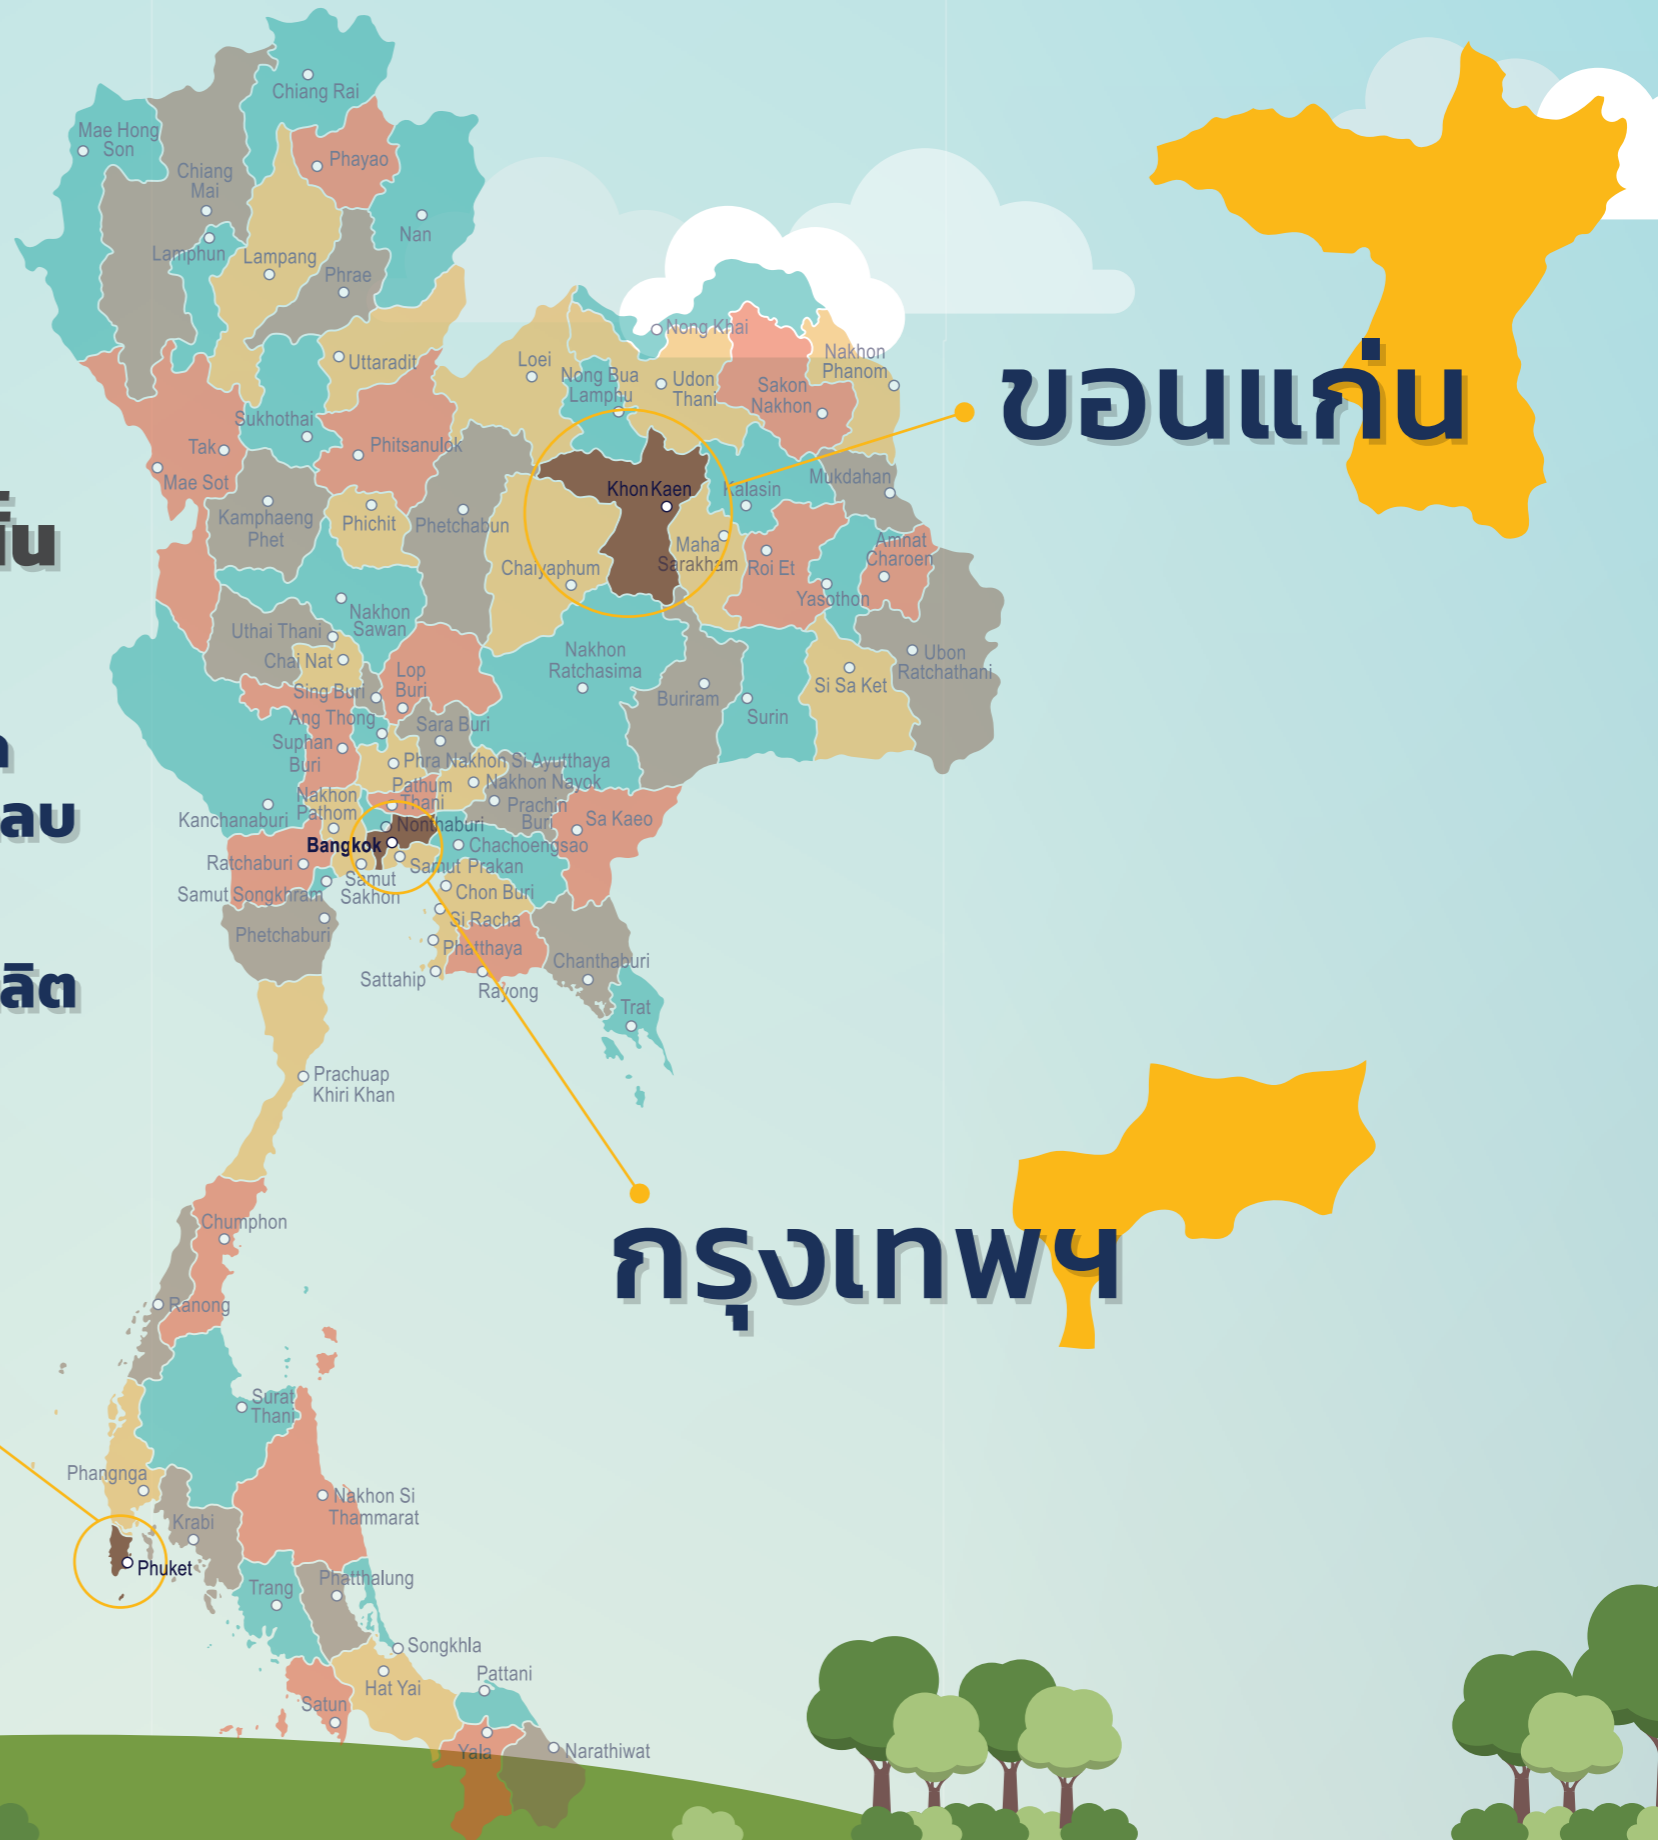 Chiang Rai
Mae Hong
Son
Phayao
Chiang
Mai
Nan
Lamphun
Lampang
Phrae
Nong Khai
Uttaradit
Loei
Nakhon
Phanom
Nong Bua
Lamphu
Udon
Thani
Sakon
Nakhon
ขอนแก่น
Sukhothai
Tak
Phitsanulok
Mae Sot
Khon Kaen
Kalasin
Mukdahan
Kamphaeng
Phet
Phichit
Phetchabun
Maha
Sarakham
Roi Et
Amnat
Charoen
Chaiyaphum
Yasothon
Nakhon
Sawan
Uthai Thani
Chai Nat
Lop
Buri
Nakhon
Ratchasima
Ubon
Ratchathani
Sing Buri
Buriram
Surin
Si Sa Ket
Ang Thong
Sara Buri
Suphan
Buri
Phra Nakhon Si Ayutthaya
Pathum
Thani
Nakhon Nayok
Nakhon
Pathom
Prachin
Buri
Kanchanaburi
Nonthaburi
Sa Kaeo
Bangkok
Chachoengsao
Ratchaburi
Samut Prakan
Samut
Sakhon
Samut Songkhram
Chon Buri
Si Racha
Phetchaburi
Phatthaya
Chanthaburi
Sattahip
Rayong
Trat
ลบ
ลิต
Prachuap
Khiri Khan
กรุงเทพฯ
Chumphon
Ranong
Surat
Thani
Phangnga
Nakhon Si
Thammarat
Krabi
Phuket
Trang
Phatthalung
Songkhla
Hat Yai
Pattani
Satun
Yala
Narathiwat